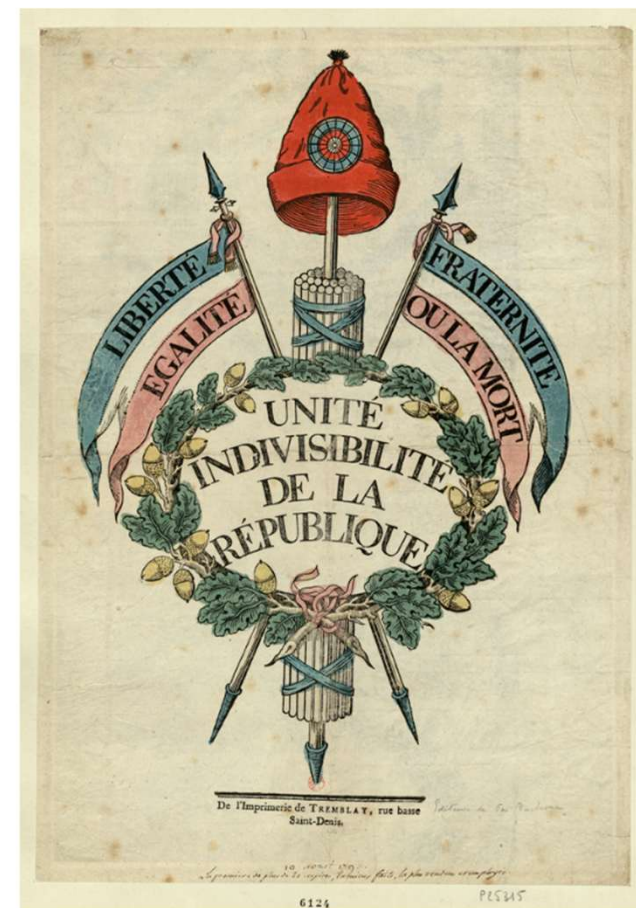 LIBERTÉ
EGALITÉ
FRATERNITÉ
OU LA MORT
UNITÉ
INDIVISIBILITÉ
DE LA
RÉPUBLIQUE
De l'Imprimerie de TREMBLAY, rue basse
Saint-Denis.
6124